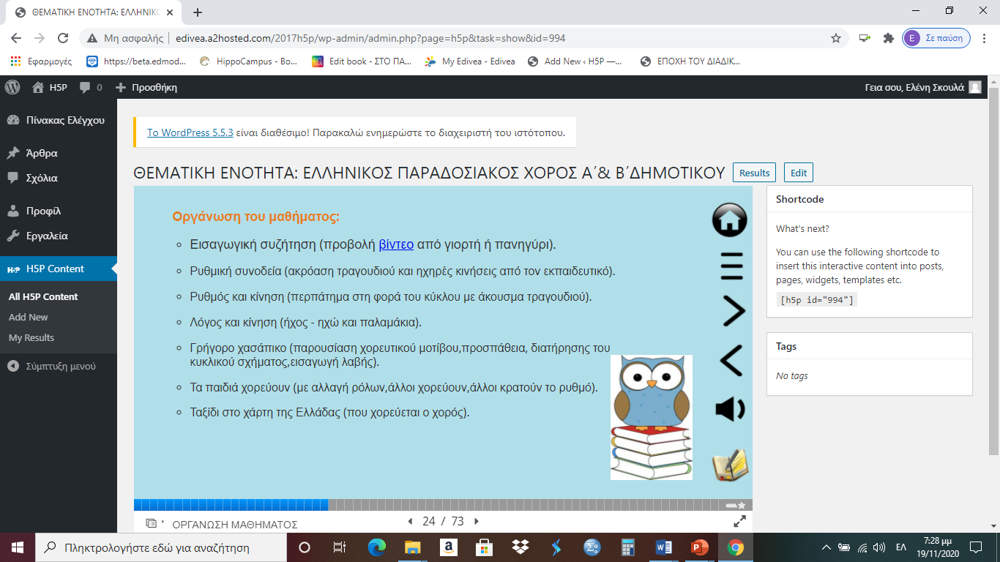 ΘΕΜΑΤΙΚΗ ΕΝΟΤΗΤΑ: ΕΛΛΗΝΙΚΟ
Μη ασφαλής
edivea.a2hosted.com/2017h5p/wp-admin/admin.php?page=h5p&task=show&id=994
E Σε παύση
Εφαρμογές
https://beta.edmod...
HippoCampus - Bo...
Edit book - ΣΤΟ ΠΑ...
My Edivea - Edivea
Add New ‹ H5P —...
ΕΠΟΧΗ ΤΟΥ ΔΙΑΔΙΚ...
H5P
0
Προσθήκη
Γεια σου, Ελένη Σκουλά
Πίνακας Ελέγχου
Άρθρα
Σχόλια
Προφίλ
Εργαλεία
H5P H5P Content
All H5P Content
Add New
My Results
Σύμπτυξη μενού
Το WordPress 5.5.3 είναι διαθέσιμο! Παρακαλώ ενημερώστε το διαχειριστή του ιστότοπου.
ΘΕΜΑΤΙΚΗ ΕΝΟΤΗΤΑ: ΕΛΛΗΝΙΚΟΣ ΠΑΡΑΔΟΣΙΑΚΟΣ ΧΟΡΟΣ Α΄& Β΄ΔΗΜΟΤΙΚΟΥ
Results
Edit
Οργάνωση του μαθήματος:
Εισαγωγική συζήτηση (προβολή βίντεο από γιορτή ή πανηγύρι).
Ρυθμική συνοδεία (ακρόαση τραγουδιού και ηχηρές κινήσεις από τον εκπαιδευτικό).
Ρυθμός και κίνηση (περπάτημα στη φορά του κύκλου με άκουσμα τραγουδιού).
Λόγος και κίνηση (ήχος - ηχώ και παλαμάκια).
Γρήγορο χασάπικο (παρουσίαση χορευτικού μοτίβου,προσπάθεια, διατήρησης του
κυκλικού σχήματος,εισαγωγή λαβής).
Τα παιδιά χορεύουν (με αλλαγή ρόλων,άλλοι χορεύουν,άλλοι κρατούν το ρυθμό).
Ταξίδι στο χάρτη της Ελλάδας (που χορεύεται ο χορός).
ΟΡΓΑΝΩΣΗ ΜΑΘΗΜΑΤΟΣ
24 / 73
Shortcode
What's next?
You can use the following shortcode to
insert this interactive content into posts,
pages, widgets, templates etc.
[h5p id="994"]
Tags
No tags
Πληκτρολογήστε εδώ για αναζήτηση
ΕΛ
7:28 μμ
19/11/2020